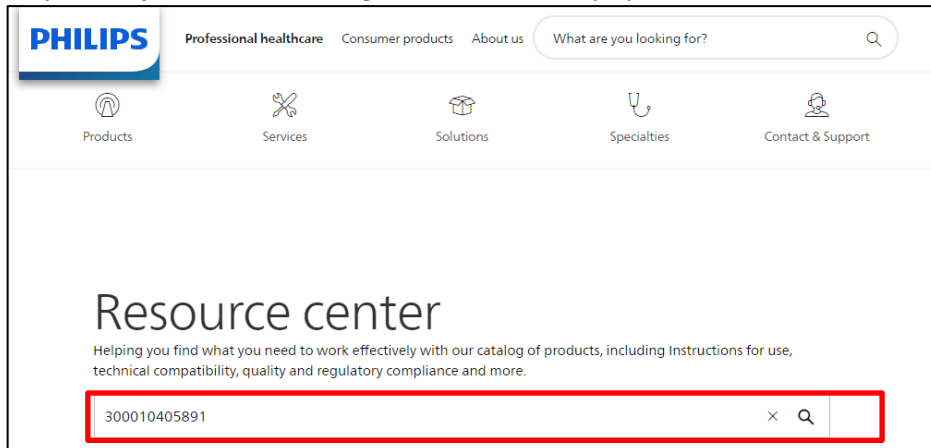 PHILIPS
Professional healthcare Consumer products About us What are you looking for?
Products Services Solutions Specialties Contact & Support
Resource center
Helping you find what you need to work effectively with our catalog of products, including Instructions for use,
technical compatibility, quality and regulatory compliance and more.
300010405891